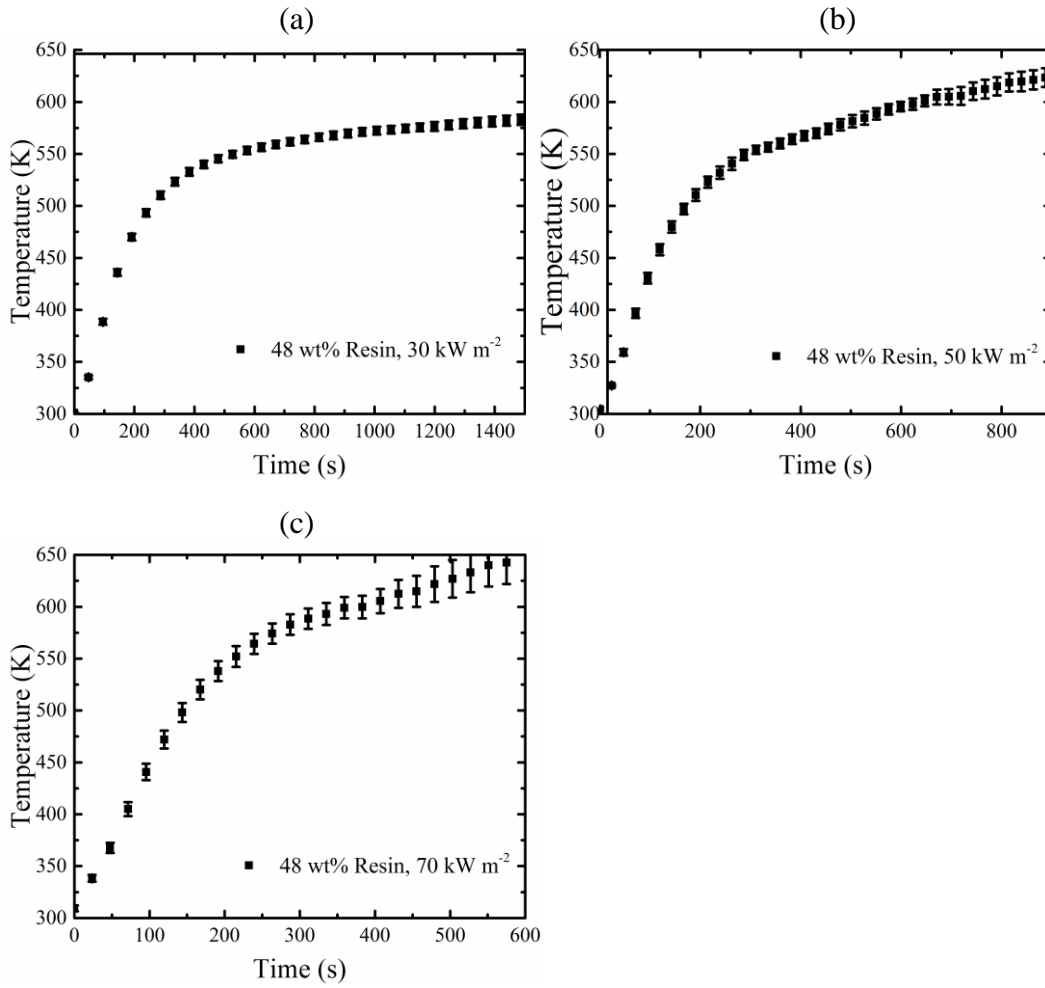 (a)
650
600
550
500
450
400
350
300
Temperature (K)
48 wt% Resin, 30 kW m⁻²
0 200 400 600 800 1000 1200 1400
Time (s)
(b)
650
600
550
500
450
400
350
300
Temperature (K)
48 wt% Resin, 50 kW m⁻²
0 200 400 600 800
Time (s)
(c)
650
600
550
500
450
400
350
300
Temperature (K)
48 wt% Resin, 70 kW m⁻²
0 100 200 300 400 500 600
Time (s)